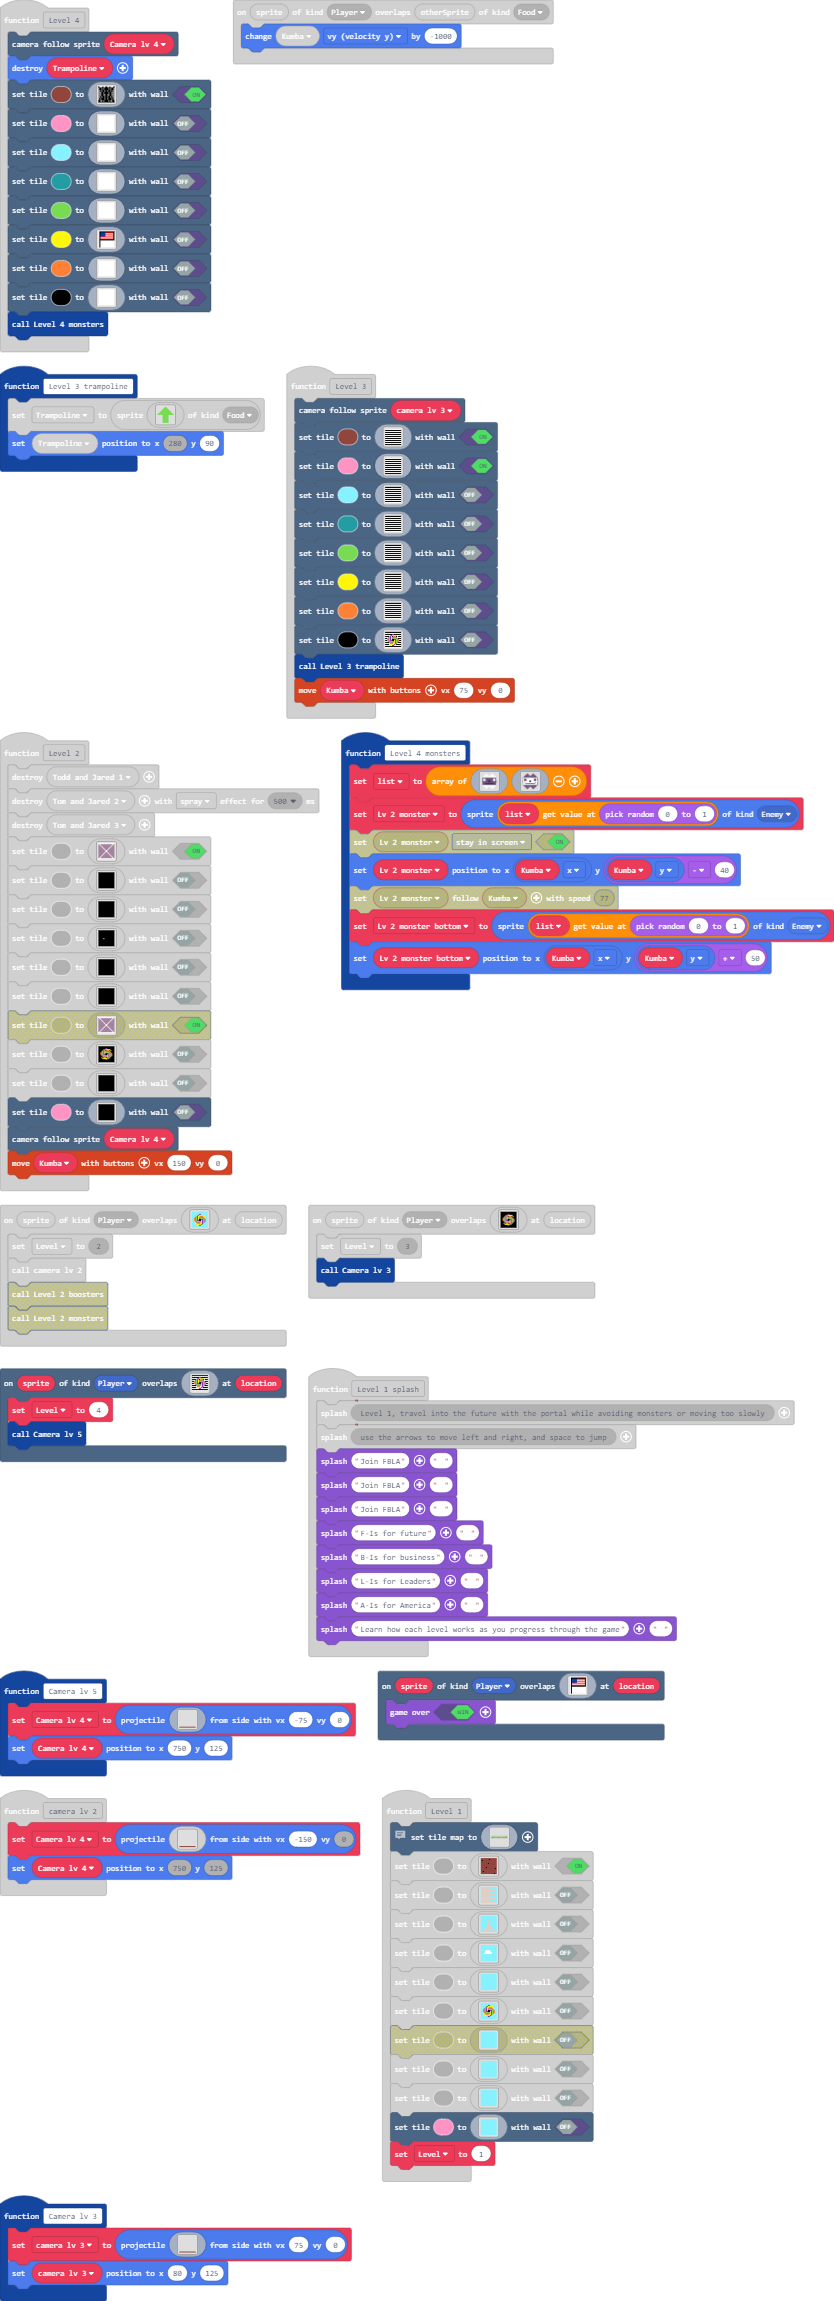 function Level 4
camera follow sprite Camera lv 4
destroy Trampoline
set tile to with wall ON
set tile to with wall OFF
set tile to with wall OFF
set tile to with wall OFF
set tile to with wall OFF
set tile to with wall OFF
set tile to with wall OFF
set tile to with wall OFF
call Level 4 monsters
on sprite of kind Player overlaps otherSprite of kind Food
change Kumba vy (velocity y) by -1000
function Level 3 trampoline
set Trampoline to sprite of kind Food
set Trampoline position to x 280 y 90
function Level 3
camera follow sprite camera lv 3
set tile to with wall ON
set tile to with wall ON
set tile to with wall OFF
set tile to with wall OFF
set tile to with wall OFF
set tile to with wall OFF
set tile to with wall OFF
set tile to with wall OFF
call Level 3 trampoline
move Kumba with buttons vx 75 vy 0
function Level 2
destroy Todd and Jared 1
destroy Tom and Jared 2 with spray effect for 500 ms
destroy Tom and Jared 3
set tile to with wall ON
set tile to with wall OFF
set tile to with wall OFF
set tile to with wall OFF
set tile to with wall OFF
set tile to with wall OFF
set tile to with wall ON
set tile to with wall OFF
set tile to with wall OFF
set tile to with wall OFF
camera follow sprite Camera lv 4
move Kumba with buttons vx 150 vy 0
function Level 4 monsters
set list to array of
set Lv 2 monster to sprite list get value at pick random 0 to 1 of kind Enemy
set Lv 2 monster stay in screen ON
set Lv 2 monster position to x Kumba x y Kumba y - 40
set Lv 2 monster follow Kumba with speed 77
set Lv 2 monster bottom to sprite list get value at pick random 0 to 1 of kind Enemy
set Lv 2 monster bottom position to x Kumba x y Kumba y + 50
on sprite of kind Player overlaps at location
set Level to 2
call camera lv 2
call Level 2 boosters
call Level 2 monsters
on sprite of kind Player overlaps at location
set Level to 3
call Camera lv 3
on sprite of kind Player overlaps at location
set Level to 4
call Camera lv 5
function Level 1 splash
splash " Level 1, travel into the future with the portal while avoiding monsters or moving too slowly
splash " use the arrows to move left and right, and space to jump
splash "Join FBLA" " "
splash "Join FBLA" " "
splash "Join FBLA" " "
splash "F-Is for future" " "
splash "B-Is for business" " "
splash "L-Is for Leaders" " "
splash "A-Is for America" " "
splash "Learn how each level works as you progress through the game" " "
function Camera lv 5
set Camera lv 4 to projectile from side with vx -75 vy 0
set Camera lv 4 position to x 750 y 125
on sprite of kind Player overlaps at location
game over WIN
function camera lv 2
set Camera lv 4 to projectile from side with vx -150 vy 0
set Camera lv 4 position to x 750 y 125
function Level 1
set tile map to
set tile to with wall ON
set tile to with wall OFF
set tile to with wall OFF
set tile to with wall OFF
set tile to with wall OFF
set tile to with wall OFF
set tile to with wall OFF
set tile to with wall OFF
set tile to with wall OFF
set tile to with wall OFF
set Level to 1
function Camera lv 3
set camera lv 3 to projectile from side with vx 75 vy 0
set camera lv 3 position to x 80 y 125